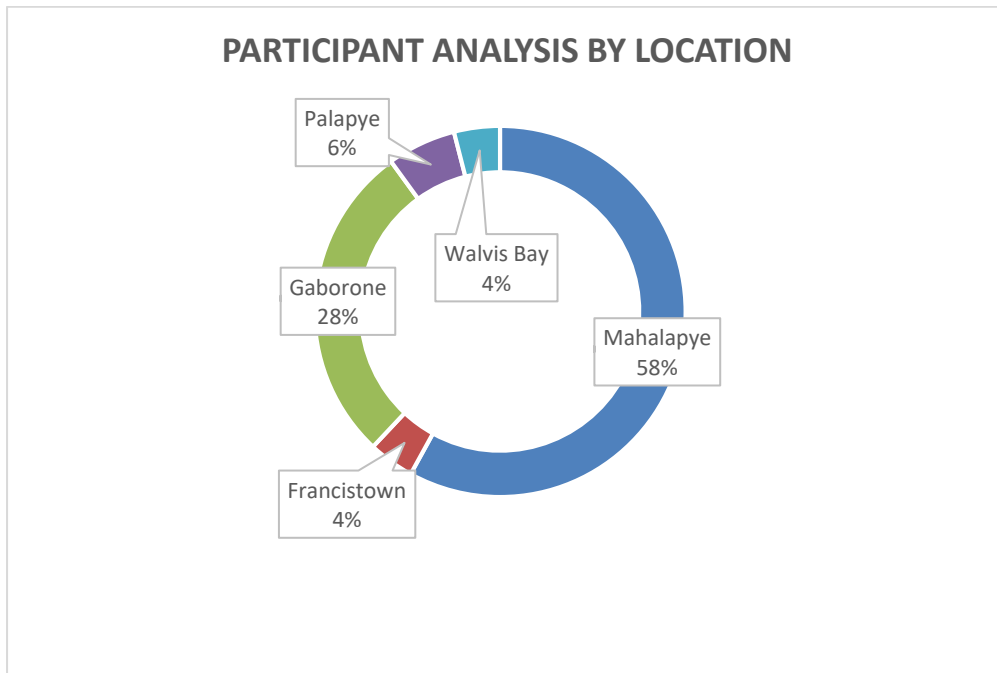 PARTICIPANT ANALYSIS BY LOCATION
Palapye
6%
Walvis Bay
4%
Gaborone
28%
Mahalapye
58%
Francistown
4%